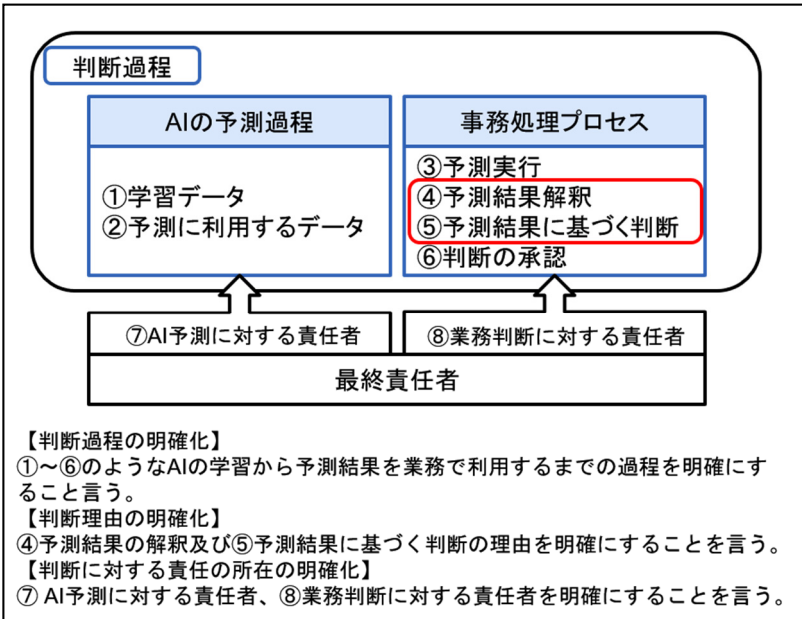 判断過程
AIの予測過程
①学習データ
②予測に利用するデータ
事務処理プロセス
③予測実行
④予測結果解釈
⑤予測結果に基づく判断
⑥判断の承認
⑦AI予測に対する責任者
⑧業務判断に対する責任者
最終責任者
【判断過程の明確化】
①～⑥のようなAIの学習から予測結果を業務で利用するまでの過程を明確にす
ること言う。
【判断理由の明確化】
④予測結果の解釈及び⑤予測結果に基づく判断の理由を明確にすることを言う。
【判断に対する責任の所在の明確化】
⑦ AI予測に対する責任者、⑧業務判断に対する責任者を明確にすることを言う。